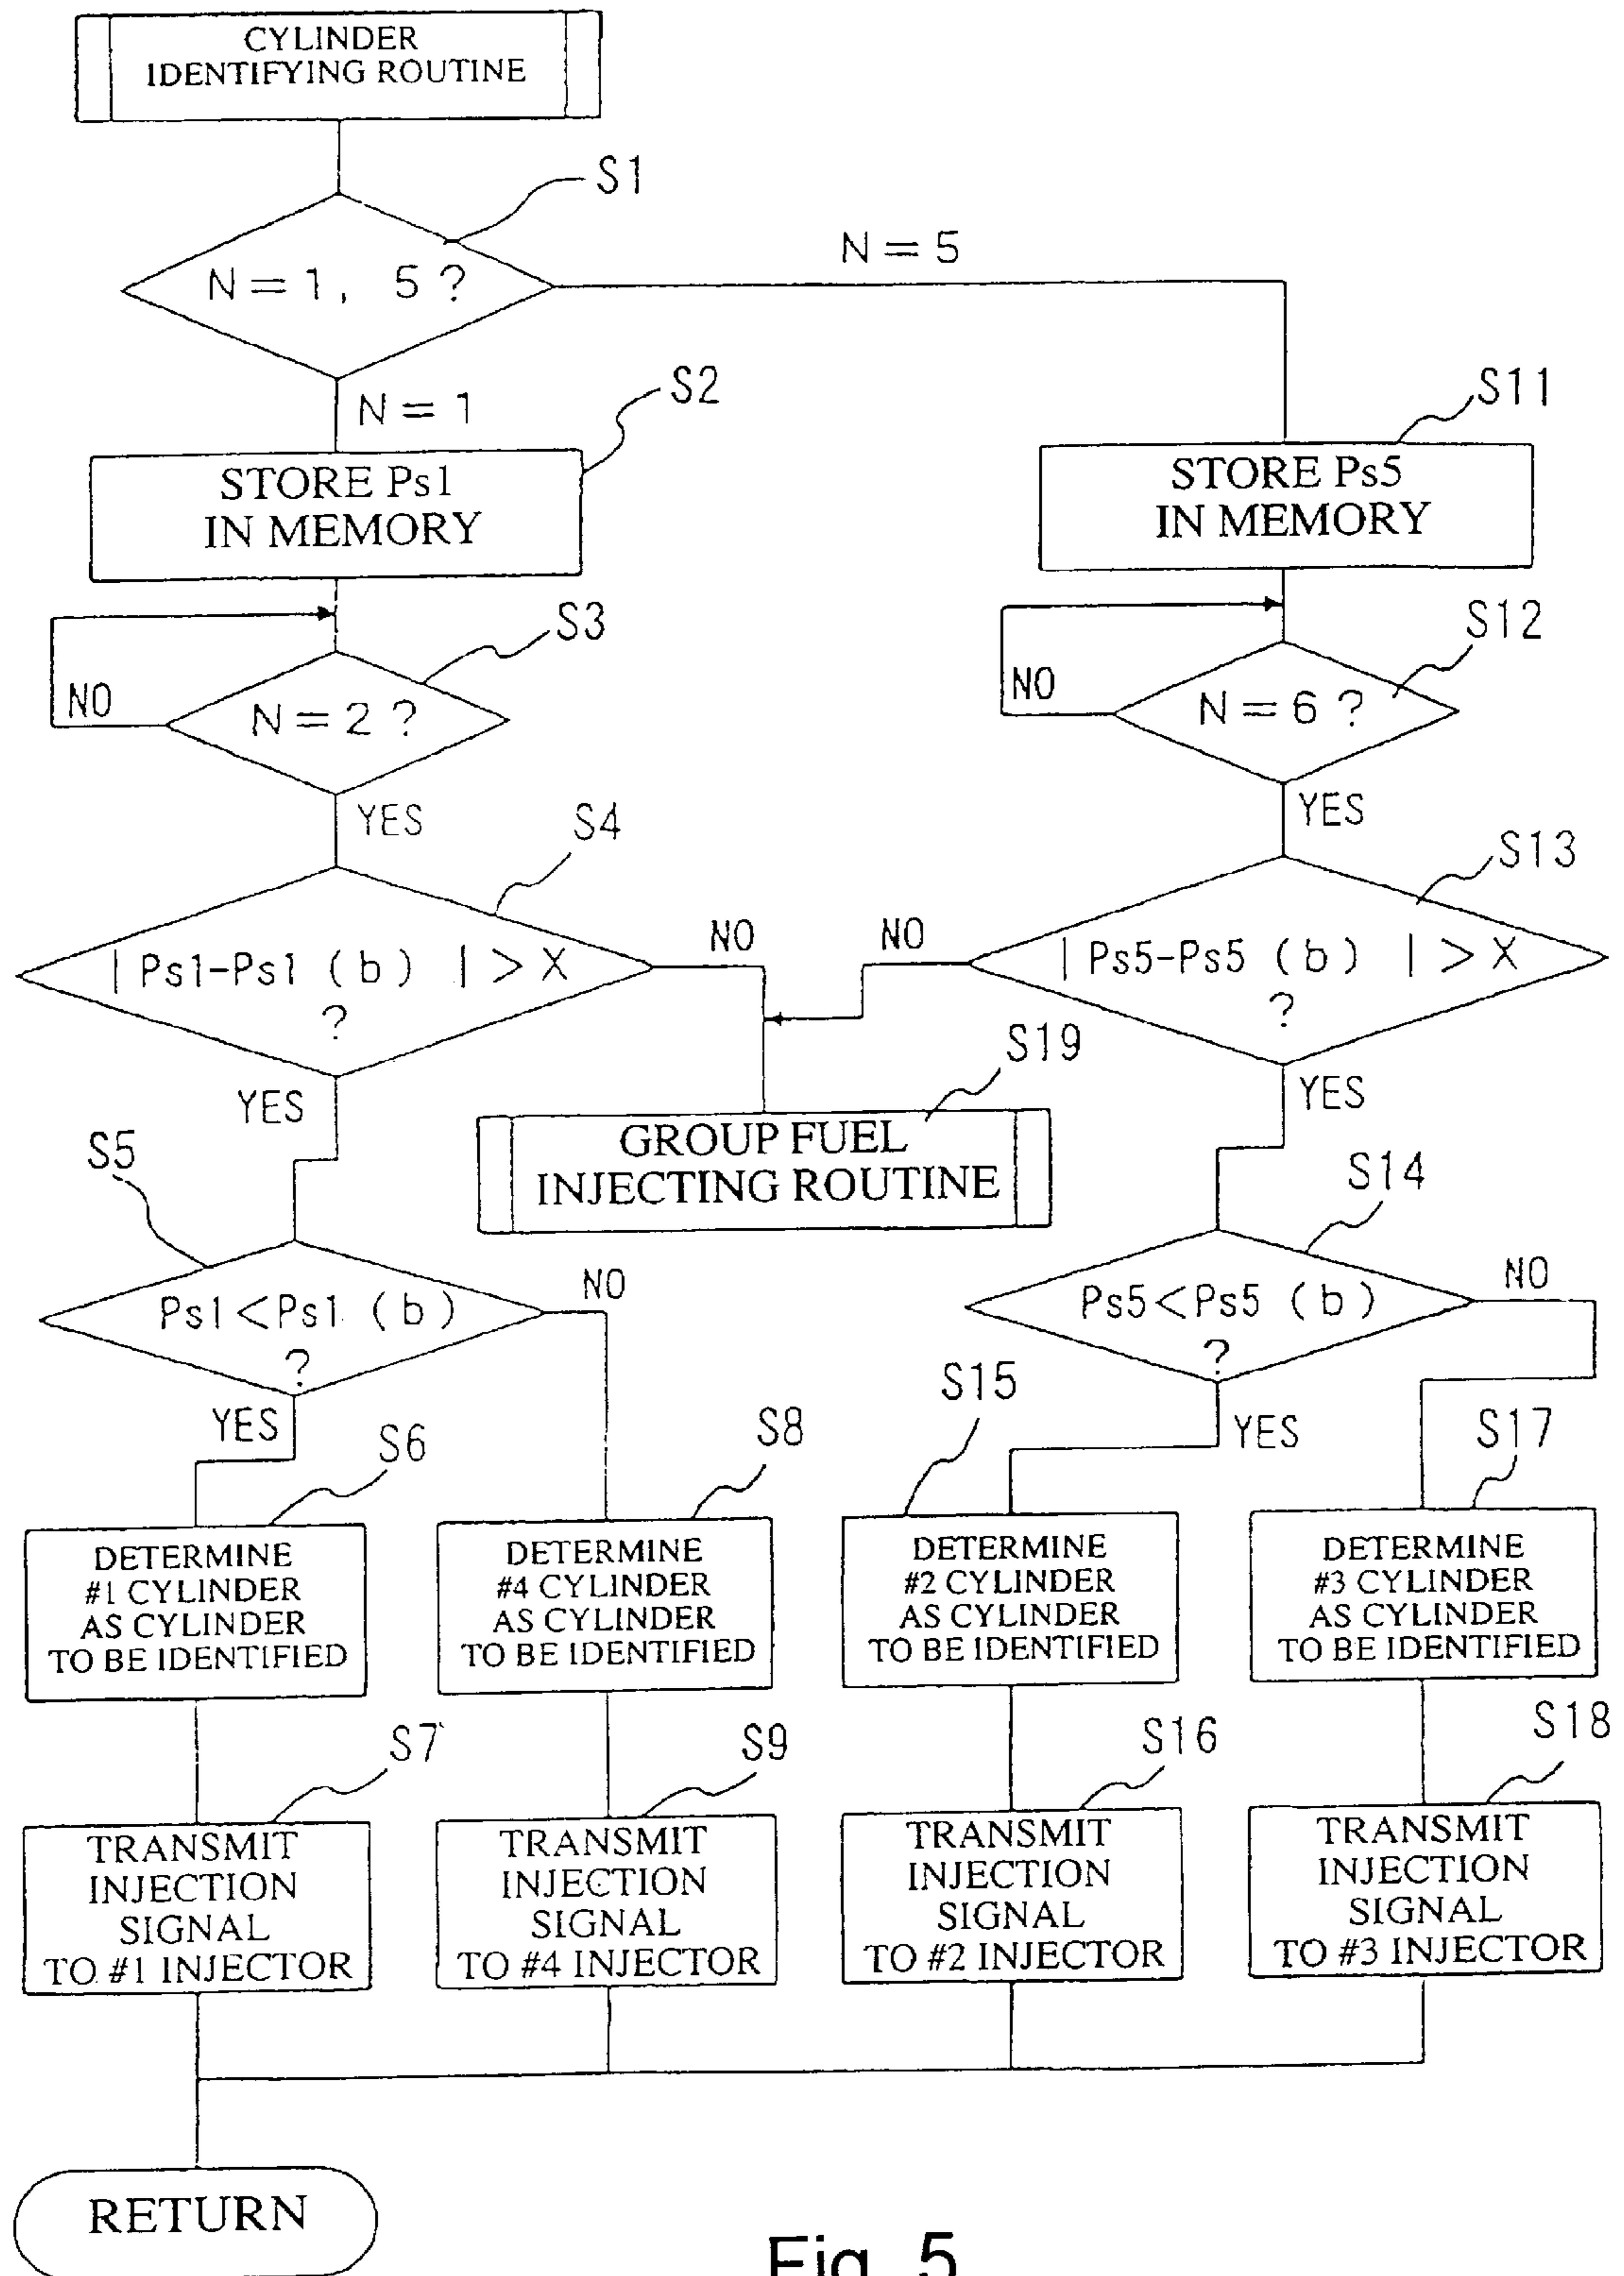 CYLINDER
IDENTIFYING ROUTINE
S1
N=1, 5?
N=5
N=1
S2
STORE Ps1
IN MEMORY
S11
STORE Ps5
IN MEMORY
S3
NO
N=2?
YES
S12
NO
N=6?
YES
S4
|Ps1-Ps1 (b) |>X
?
NO
YES
S13
NO
|Ps5-Ps5 (b) |>X
?
YES
S19
GROUP FUEL
INJECTING ROUTINE
S5
Ps1<Ps1 (b)
?
NO
YES
S14
Ps5<Ps5 (b)
?
NO
YES
S6
DETERMINE
#1 CYLINDER
AS CYLINDER
TO BE IDENTIFIED
S8
DETERMINE
#4 CYLINDER
AS CYLINDER
TO BE IDENTIFIED
S15
DETERMINE
#2 CYLINDER
AS CYLINDER
TO BE IDENTIFIED
S17
DETERMINE
#3 CYLINDER
AS CYLINDER
TO BE IDENTIFIED
S7
TRANSMIT
INJECTION
SIGNAL
TO #1 INJECTOR
S9
TRANSMIT
INJECTION
SIGNAL
TO #4 INJECTOR
S16
TRANSMIT
INJECTION
SIGNAL
TO #2 INJECTOR
S18
TRANSMIT
INJECTION
SIGNAL
TO #3 INJECTOR
RETURN
Fig. 5